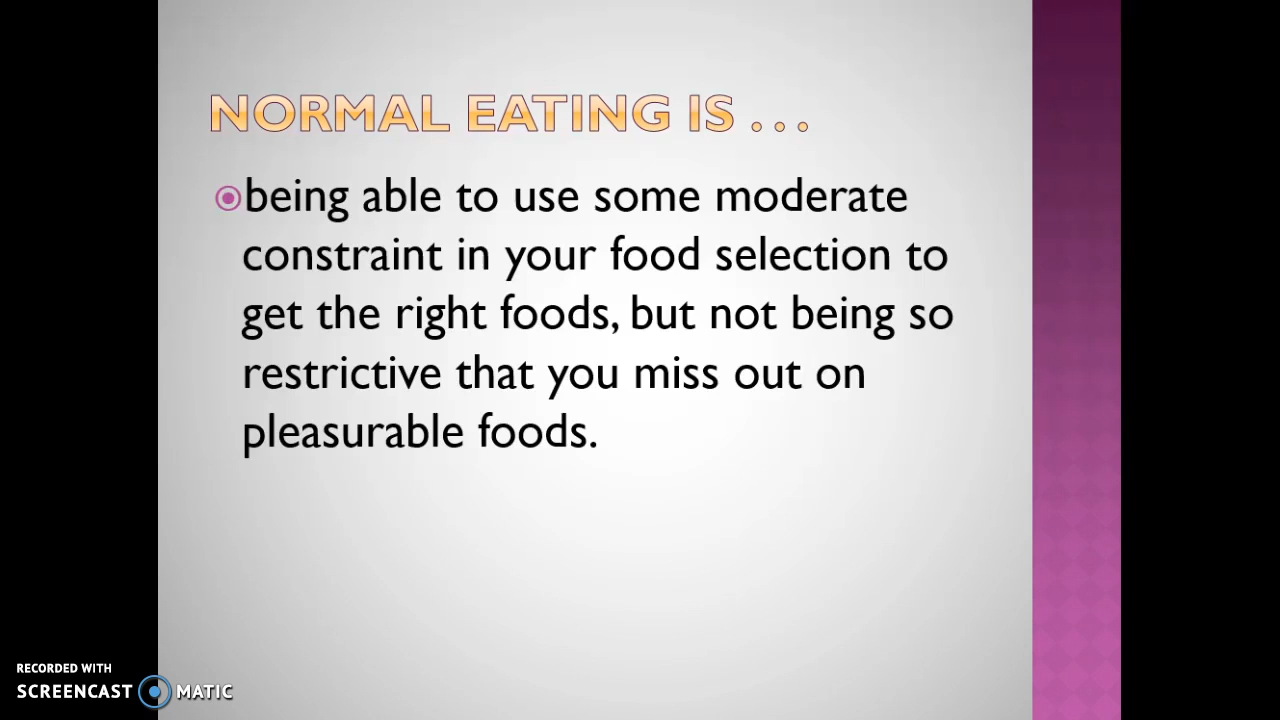 NORMAL EATING IS . . .
being able to use some moderate
constraint in your food selection to
get the right foods, but not being so
restrictive that you miss out on
pleasurable foods.
RECORDED WITH
SCREENCAST MATIC